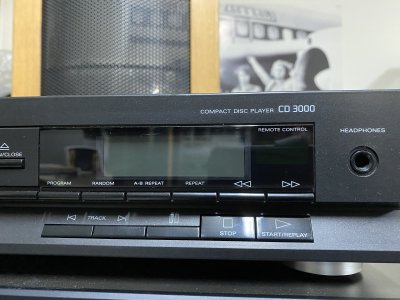 COMPACT DISC PLAYER CD 3000
REMOTE CONTROL
HEADPHONES
/CLOSE
PROGRAM RANDOM A-B REPEAT REPEAT
TRACK
STOP START/REPLAY